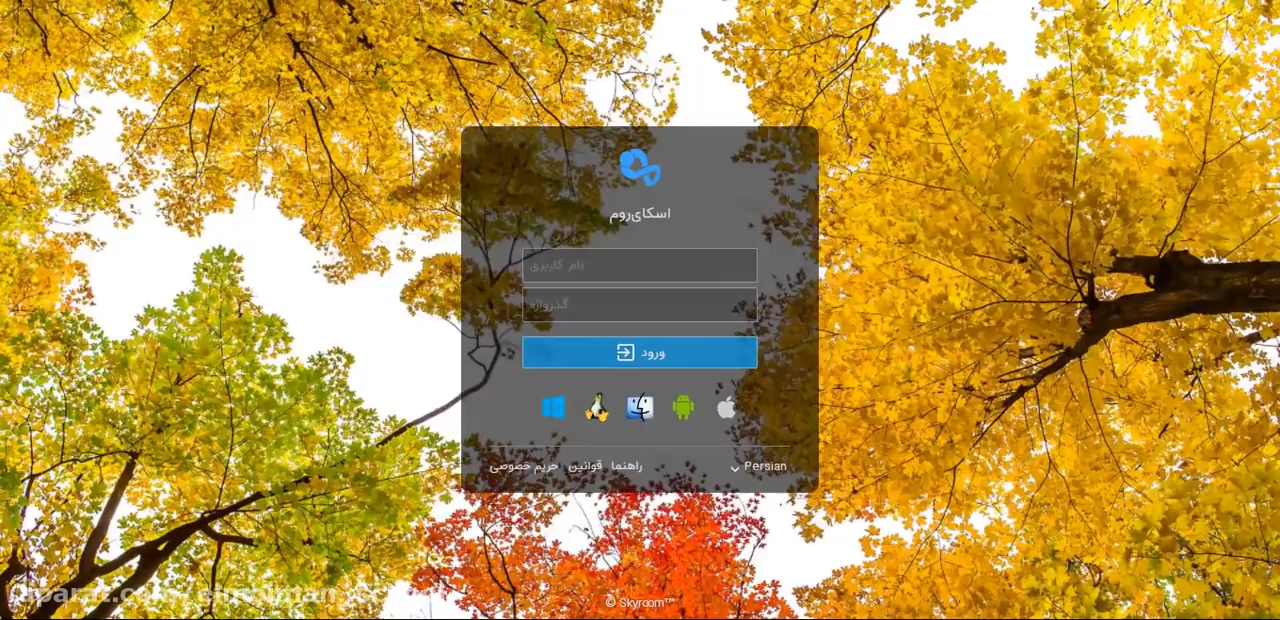 اسکای‌روم
نام کاربری
گذرواژه
ورود
Persian
راهنما قوانین حریم خصوصی
© Skyroom™